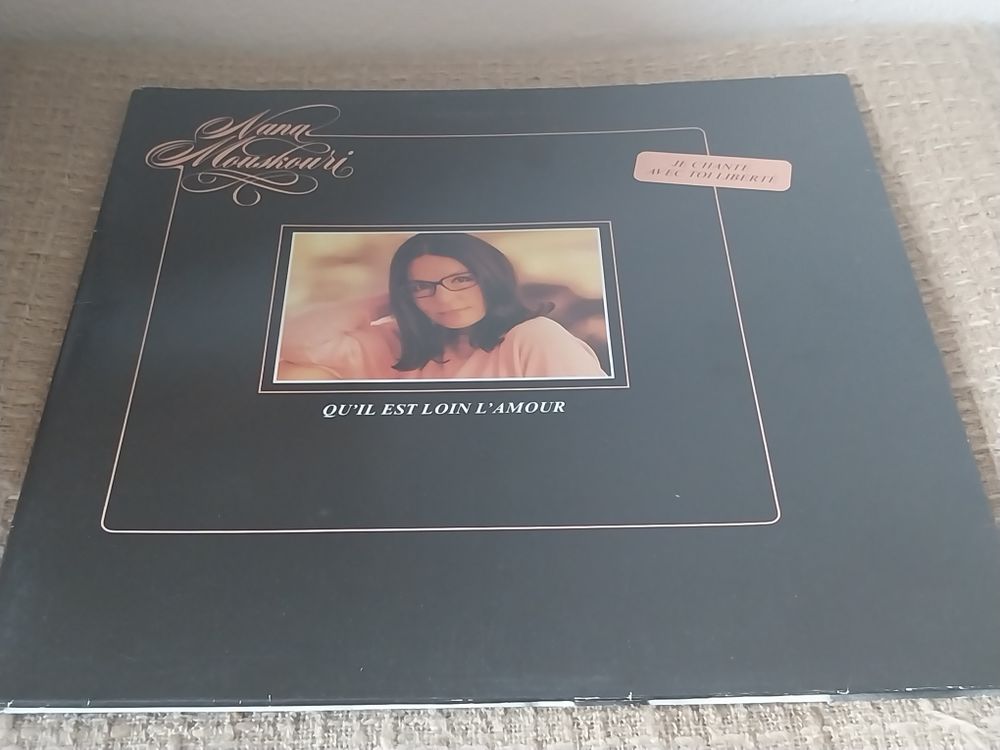 Nana
Mouskouri
JE CHANTE
AVEC TOI LIBERTÉ
QU'IL EST LOIN L'AMOUR